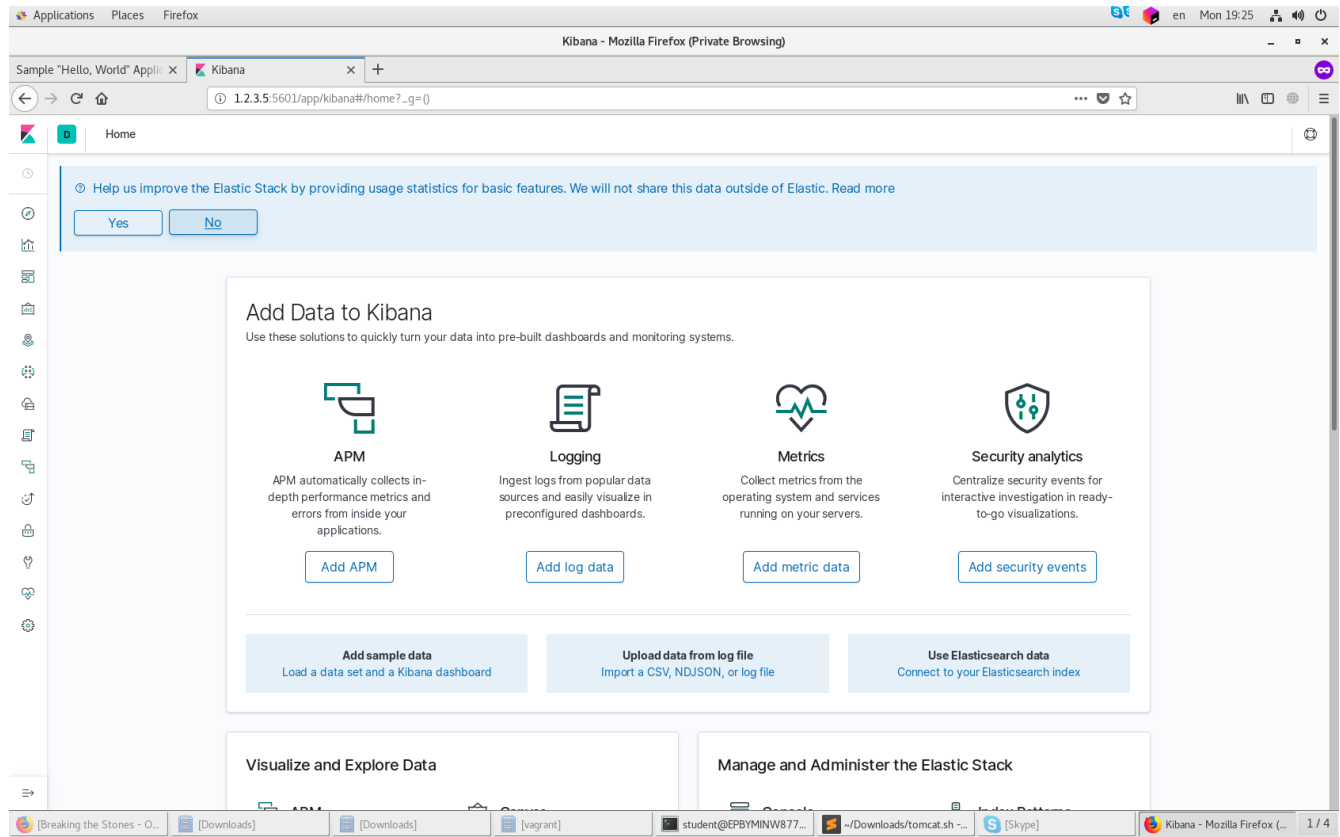 Applications Places Firefox
en Mon 19:25
Kibana - Mozilla Firefox (Private Browsing)
Sample "Hello, World" Applic
Kibana
1.2.3.5:5601/app/kibana#/home?_g=()
D
Home
Help us improve the Elastic Stack by providing usage statistics for basic features. We will not share this data outside of Elastic. Read more
Yes
No
Add Data to Kibana
Use these solutions to quickly turn your data into pre-built dashboards and monitoring systems.
APM
APM automatically collects in-
depth performance metrics and
errors from inside your
applications.
Add APM
Logging
Ingest logs from popular data
sources and easily visualize in
preconfigured dashboards.
Add log data
Metrics
Collect metrics from the
operating system and services
running on your servers.
Add metric data
Security analytics
Centralize security events for
interactive investigation in ready-
to-go visualizations.
Add security events
Add sample data
Load a data set and a Kibana dashboard
Upload data from log file
Import a CSV, NDJSON, or log file
Use Elasticsearch data
Connect to your Elasticsearch index
Visualize and Explore Data
APM
Canvas
Manage and Administer the Elastic Stack
Console
Index Patterns
[Breaking the Stones - O...
[Downloads]
[Downloads]
[vagrant]
student@EPBYMINW877...
~/Downloads/tomcat.sh -...
[Skype]
Kibana - Mozilla Firefox (...
1 / 4